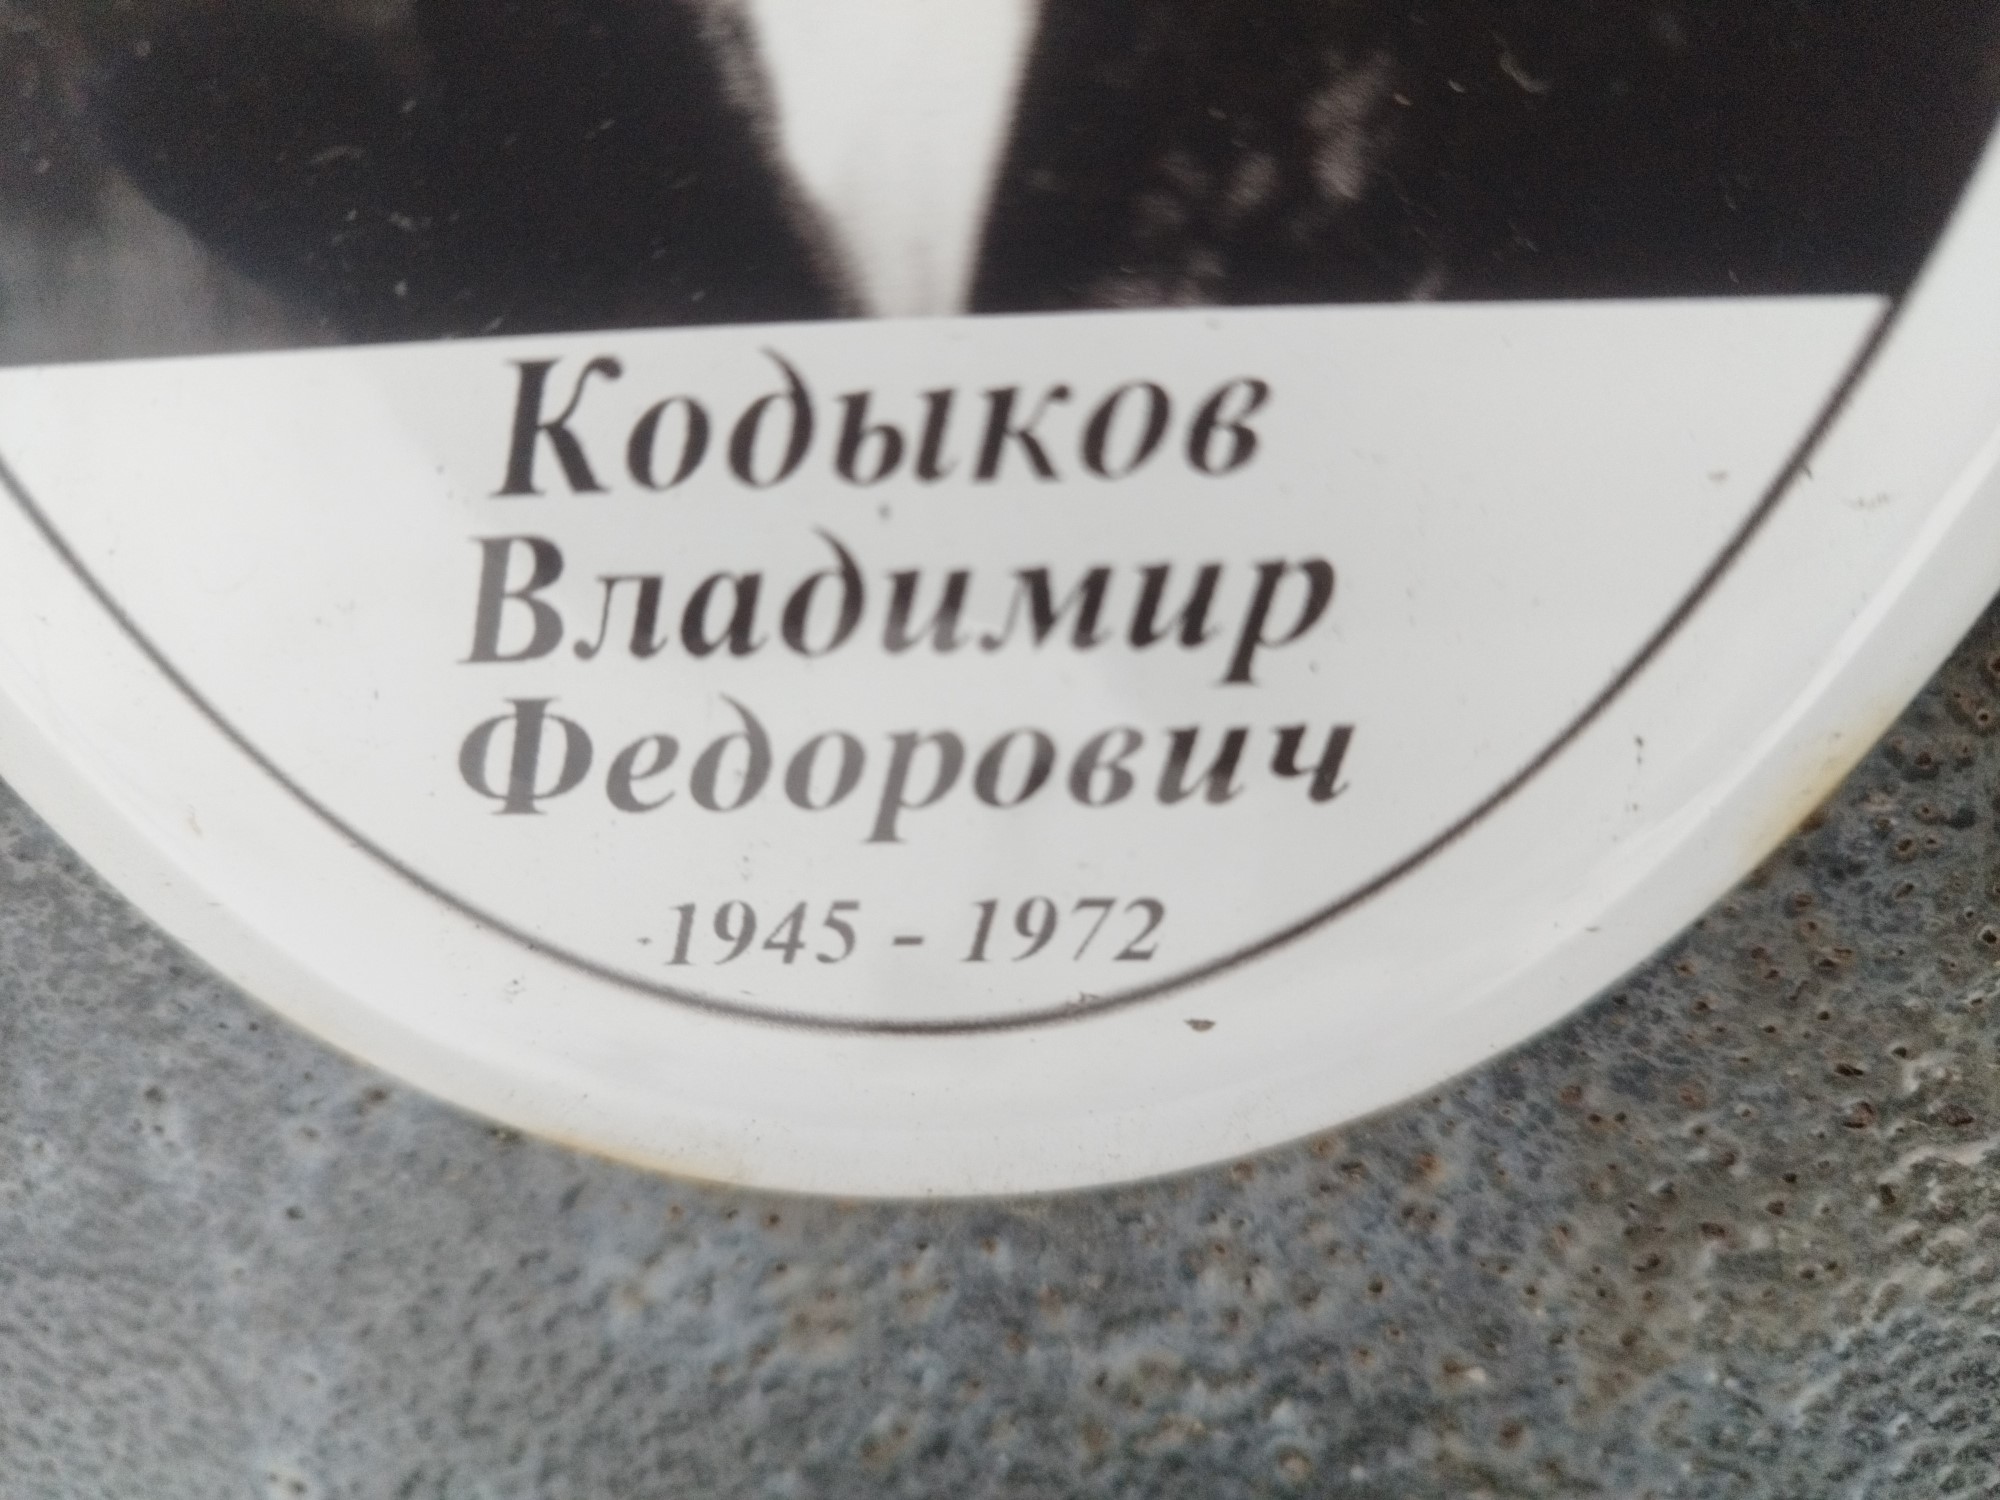 Кодыков
Владимир
Федорович
1945 - 1972